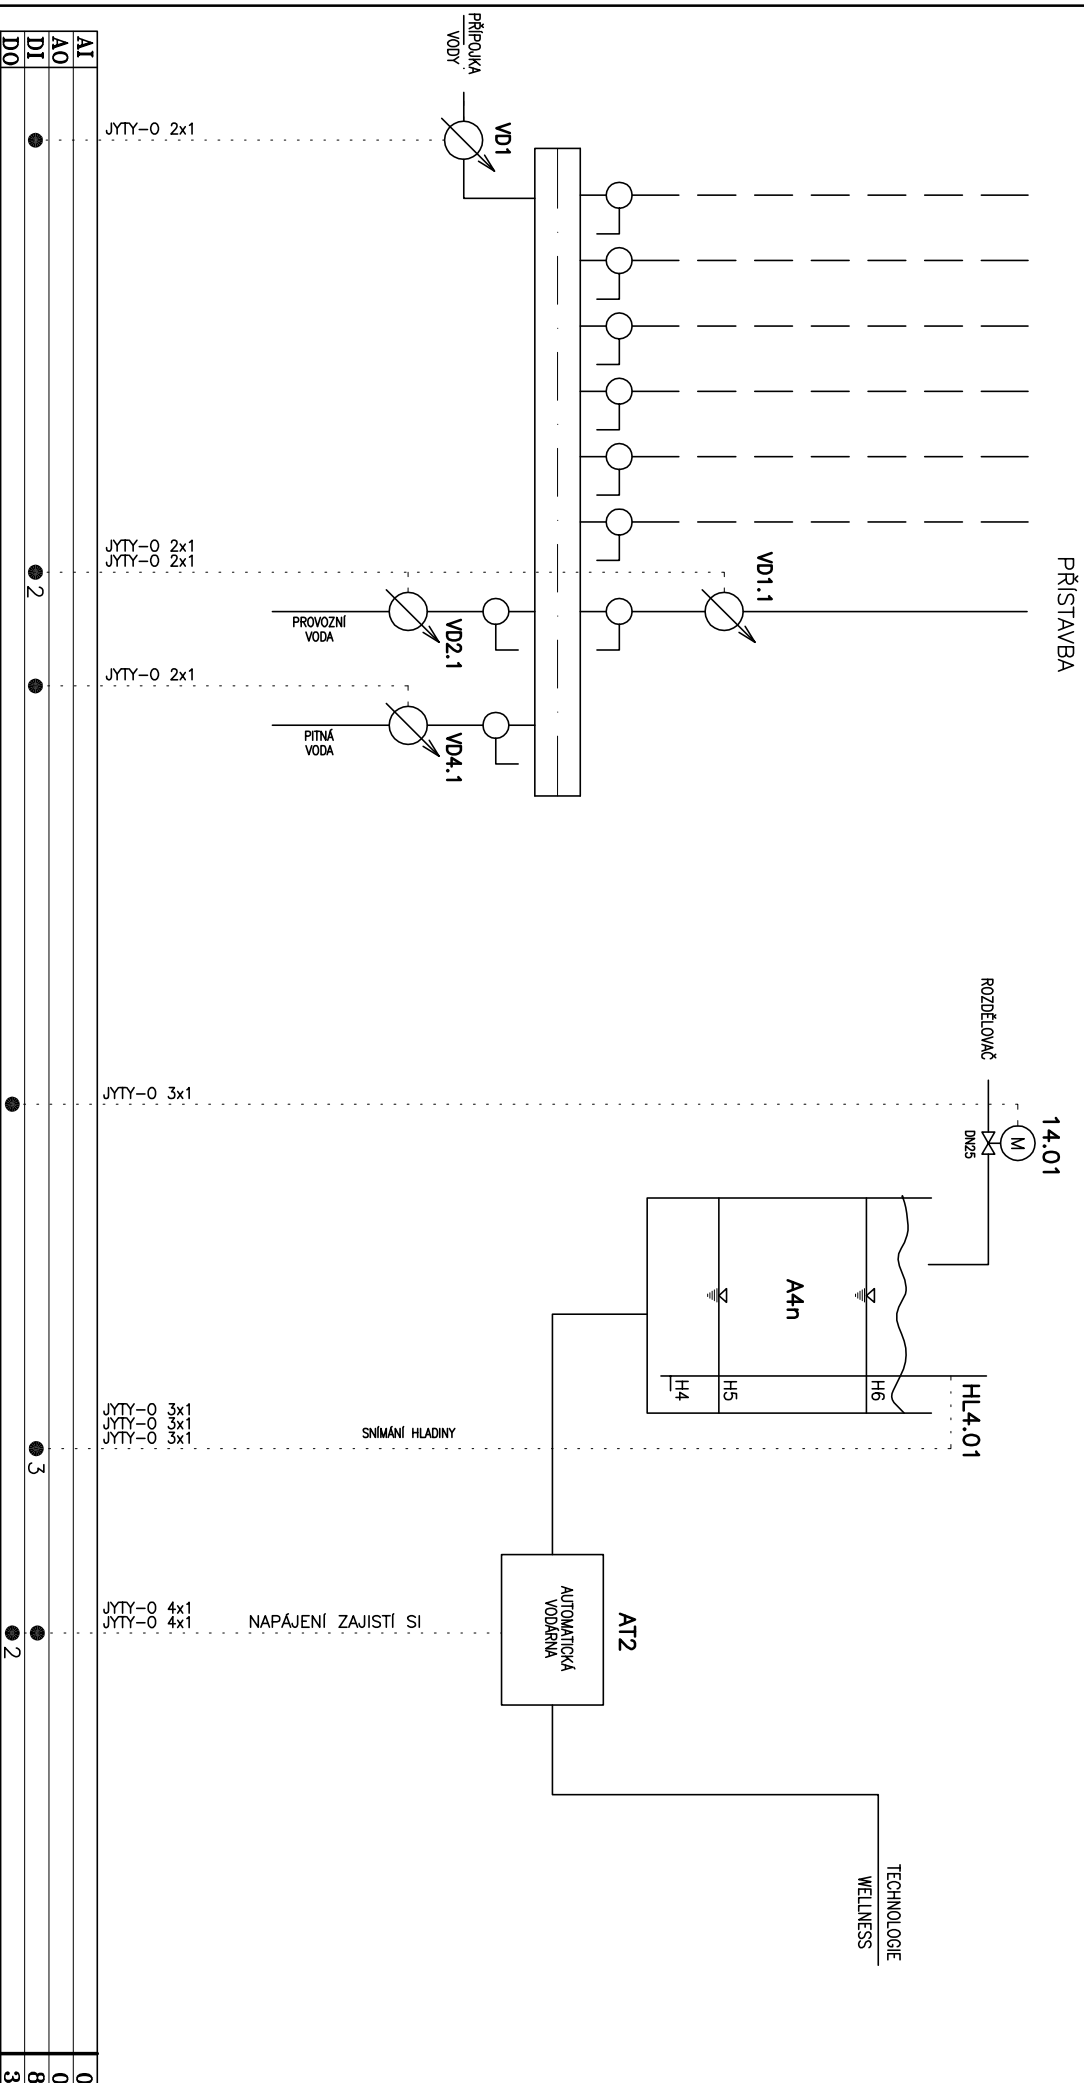 PŘÍSTAVBA
PŘÍPOJKA
VODY
VD1
VD1.1
VD2.1
VD4.1
PROVOZNÍ
VODA
PITNÁ
VODA
ROZDĚLOVAČ
14.01
M
DN25
A4n
H6
H5
H4
HL4.01
SNÍMÁNÍ HLADINY
AT2
AUTOMATICKÁ
VODÁRNA
NAPÁJENÍ ZAJISTÍ SI
TECHNOLOGIE
WELLNESS
JYTY-O 2x1
JYTY-O 2x1
JYTY-O 2x1
JYTY-O 2x1
JYTY-O 3x1
JYTY-O 3x1
JYTY-O 3x1
JYTY-O 3x1
JYTY-O 4x1
JYTY-O 4x1
AI 0
AO 0
DI 2 3 8
DO 2 3